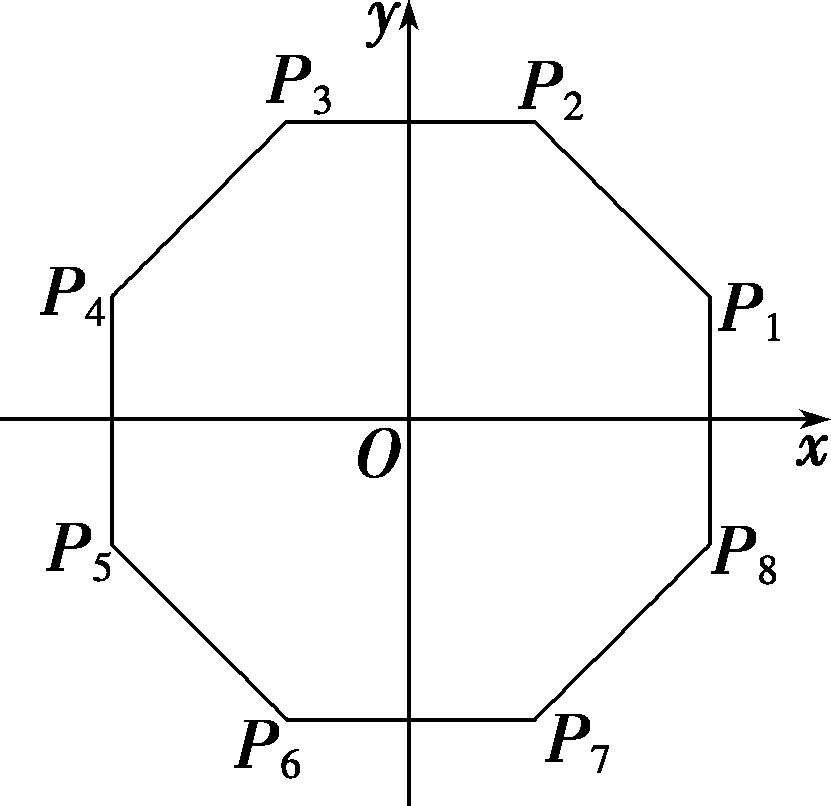 y
P₃ P₂
P₄ P₁
O x
P₅ P₈
P₆ P₇